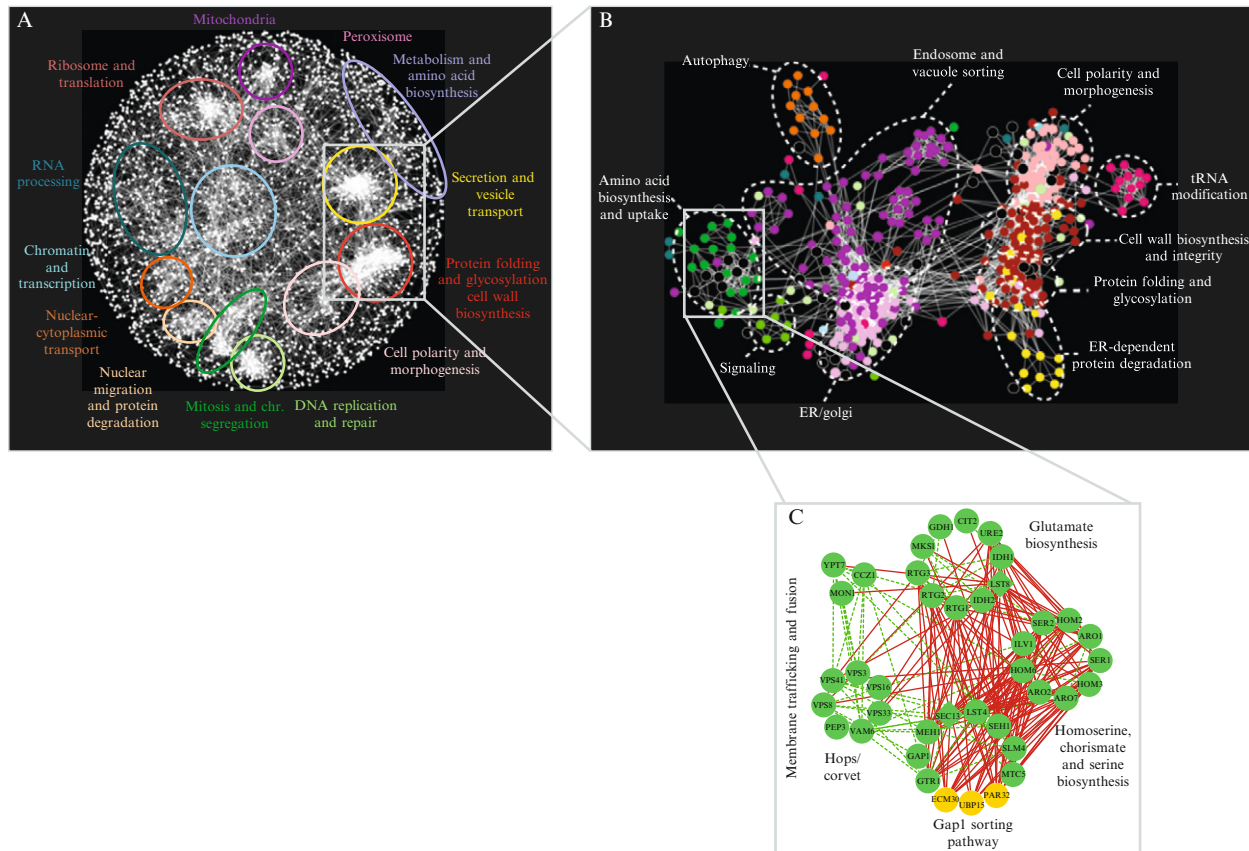 A
Mitochondria
Peroxisome
Ribosome and
translation
Metabolism and
amino acid
biosynthesis
RNA
processing
Secretion and
vesicle
transport
Chromatin
and
transcription
Protein folding
and glycosylation
cell wall
biosynthesis
Nuclear-
cytoplasmic
transport
Cell polarity and
morphogenesis
Nuclear
migration
and protein
degradation
Mitosis and chr.
segregation
DNA replication
and repair
B
Autophagy
Endosome and
vacuole sorting
Cell polarity and
morphogenesis
Amino acid
biosynthesis
and uptake
tRNA
modification
Cell wall biosynthesis
and integrity
Protein folding and
glycosylation
ER-dependent
protein degradation
Signaling
ER/golgi
C
Glutamate
biosynthesis
Membrane trafficking and fusion
GDH1
CIT2
URE2
MKS1
IDH1
YPT7
CCZ1
RTG3
LST8
MON1
RTG2
RTG1
IDH2
SER2
HOM2
ARO1
ILV1
SER1
VPS41
VPS3
VPS16
HOM6
HOM3
ARO2
ARO7
VPS8
VPS33
SEC13
LST4
PEP3
VAM6
MEH1
SEH1
SLM4
GAP1
MTC5
GTR1
ECM30
UBP15
PAR32
Hops/
corvet
Homoserine,
chorismate
and serine
biosynthesis
Gap1 sorting
pathway